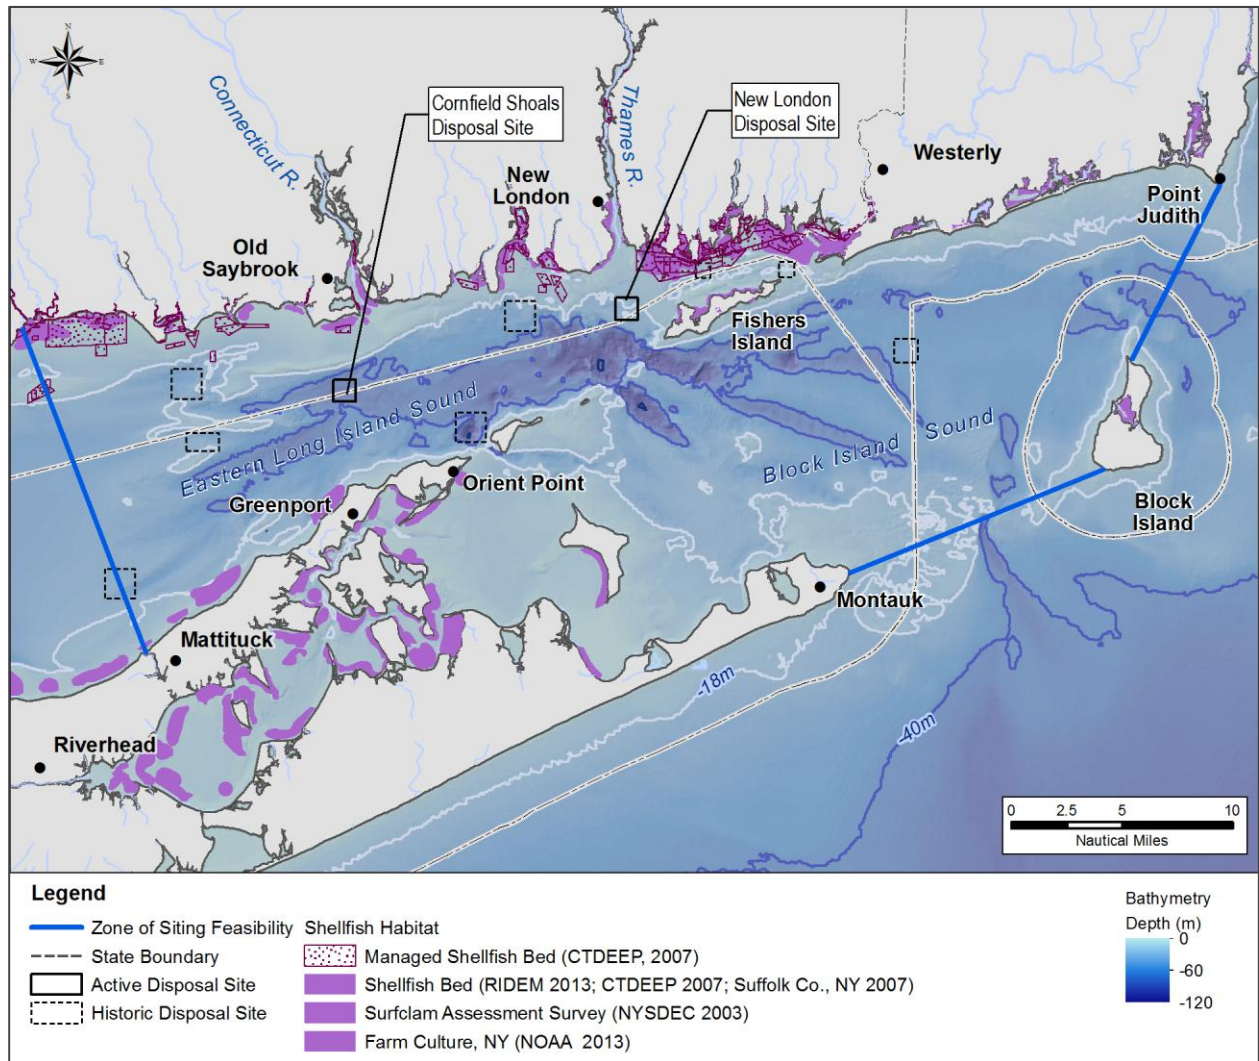 N
W
E
S
Connecticut R.
Cornfield Shoals
Disposal Site
Thames R.
New London
Disposal Site
New
London
Westerly
Point
Judith
Old
Saybrook
Fishers
Island
Eastern Long Island Sound
Block Island Sound
Orient Point
Greenport
Block
Island
Montauk
Mattituck
-18m
-40m
Riverhead
0 2.5 5 10
Nautical Miles
Legend
Zone of Siting Feasibility
State Boundary
Active Disposal Site
Historic Disposal Site
Shellfish Habitat
Managed Shellfish Bed (CTDEEP, 2007)
Shellfish Bed (RIDEM 2013; CTDEEP 2007; Suffolk Co., NY 2007)
Surfclam Assessment Survey (NYSDEC 2003)
Farm Culture, NY (NOAA 2013)
Bathymetry
Depth (m)
0
-60
-120